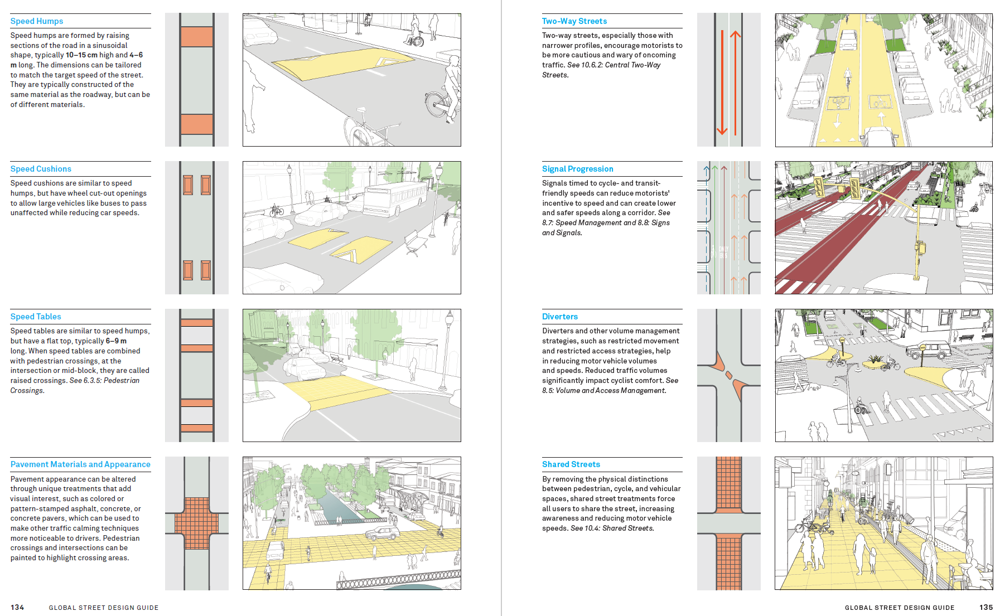 Speed Humps
Speed humps are formed by raising
sections of the road in a sinusoidal
shape, typically 10–15 cm high and 4–6
m long. The dimensions can be tailored
to match the target speed of the street.
They are typically constructed of the
same material as the roadway, but can be
of different materials.
Speed Cushions
Speed cushions are similar to speed
humps, but have wheel cut-out openings
to allow large vehicles like buses to pass
unaffected while reducing car speeds.
Speed Tables
Speed tables are similar to speed humps,
but have a flat top, typically 6–9 m
long. When speed tables are combined
with pedestrian crossings, at the
intersection or mid-block, they are called
raised crossings. See 6.3.5: Pedestrian
Crossings.
Pavement Materials and Appearance
Pavement appearance can be altered
through unique treatments that add
visual interest, such as colored or
pattern-stamped asphalt, concrete, or
concrete pavers, which can be used to
make other traffic calming techniques
more noticeable to drivers. Pedestrian
crossings and intersections can be
painted to highlight crossing areas.
134 GLOBAL STREET DESIGN GUIDE
Two-Way Streets
Two-way streets, especially those with
narrower profiles, encourage motorists to
be more cautious and wary of oncoming
traffic. See 10.6.2: Central Two-Way
Streets.
Signal Progression
Signals timed to cycle- and transit-
friendly speeds can reduce motorists'
incentive to speed and can create lower
and safer speeds along a corridor. See
8.7: Speed Management and 8.8: Signs
and Signals.
ONLY
BUS
Diverters
Diverters and other volume management
strategies, such as restricted movement
and restricted access strategies, help
in reducing motor vehicle volumes
and speeds. Reduced traffic volumes
significantly impact cyclist comfort. See
8.5: Volume and Access Management.
Shared Streets
By removing the physical distinctions
between pedestrian, cycle, and vehicular
spaces, shared street treatments force
all users to share the street, increasing
awareness and reducing motor vehicle
speeds. See 10.4: Shared Streets.
GLOBAL STREET DESIGN GUIDE 135